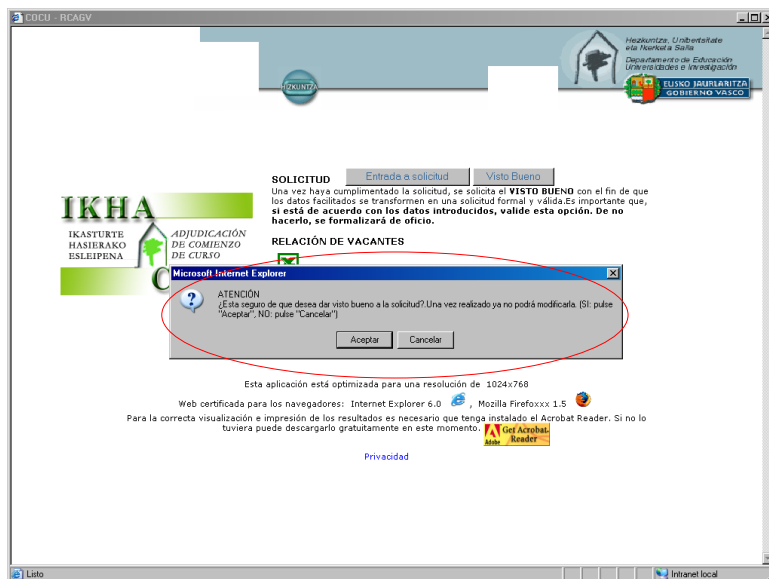 COCU - RCAGV
Hezkuntza, Unibertsitate
eta Ikerketa Saila
Departamento de Educación
Universidades e Investigación
EUSKO JAURLARITZA
GOBIERNO VASCO
HIZKUNTZA
SOLICITUD
Entrada a solicitud
Visto Bueno
Una vez haya cumplimentado la solicitud, se solicita el VISTO BUENO con el fin de que
los datos facilitados se transformen en una solicitud formal y válida.Es importante que,
si está de acuerdo con los datos introducidos, valide esta opción. De no
hacerlo, se formalizará de oficio.
RELACIÓN DE VACANTES
IKHA
IKASTURTE
HASIERAKO
ESLEIPENA
ADJUDICACIÓN
DE COMIENZO
DE CURSO
C
Microsoft Internet Explorer
ATENCIÓN
¿Esta seguro de que desea dar visto bueno a la solicitud?.Una vez realizado ya no podrá modificarla. (SI: pulse
"Aceptar", NO: pulse "Cancelar")
Aceptar
Cancelar
Esta aplicación está optimizada para una resolución de 1024x768
Web certificada para los navegadores: Internet Explorer 6.0 , Mozilla Firefoxxx 1.5
Para la correcta visualización e impresión de los resultados es necesario que tenga instalado el Acrobat Reader. Si no lo
tuviera puede descargarlo gratuitamente en este momento.
Get Acrobat
Adobe Reader
Privacidad
Listo
Intranet local